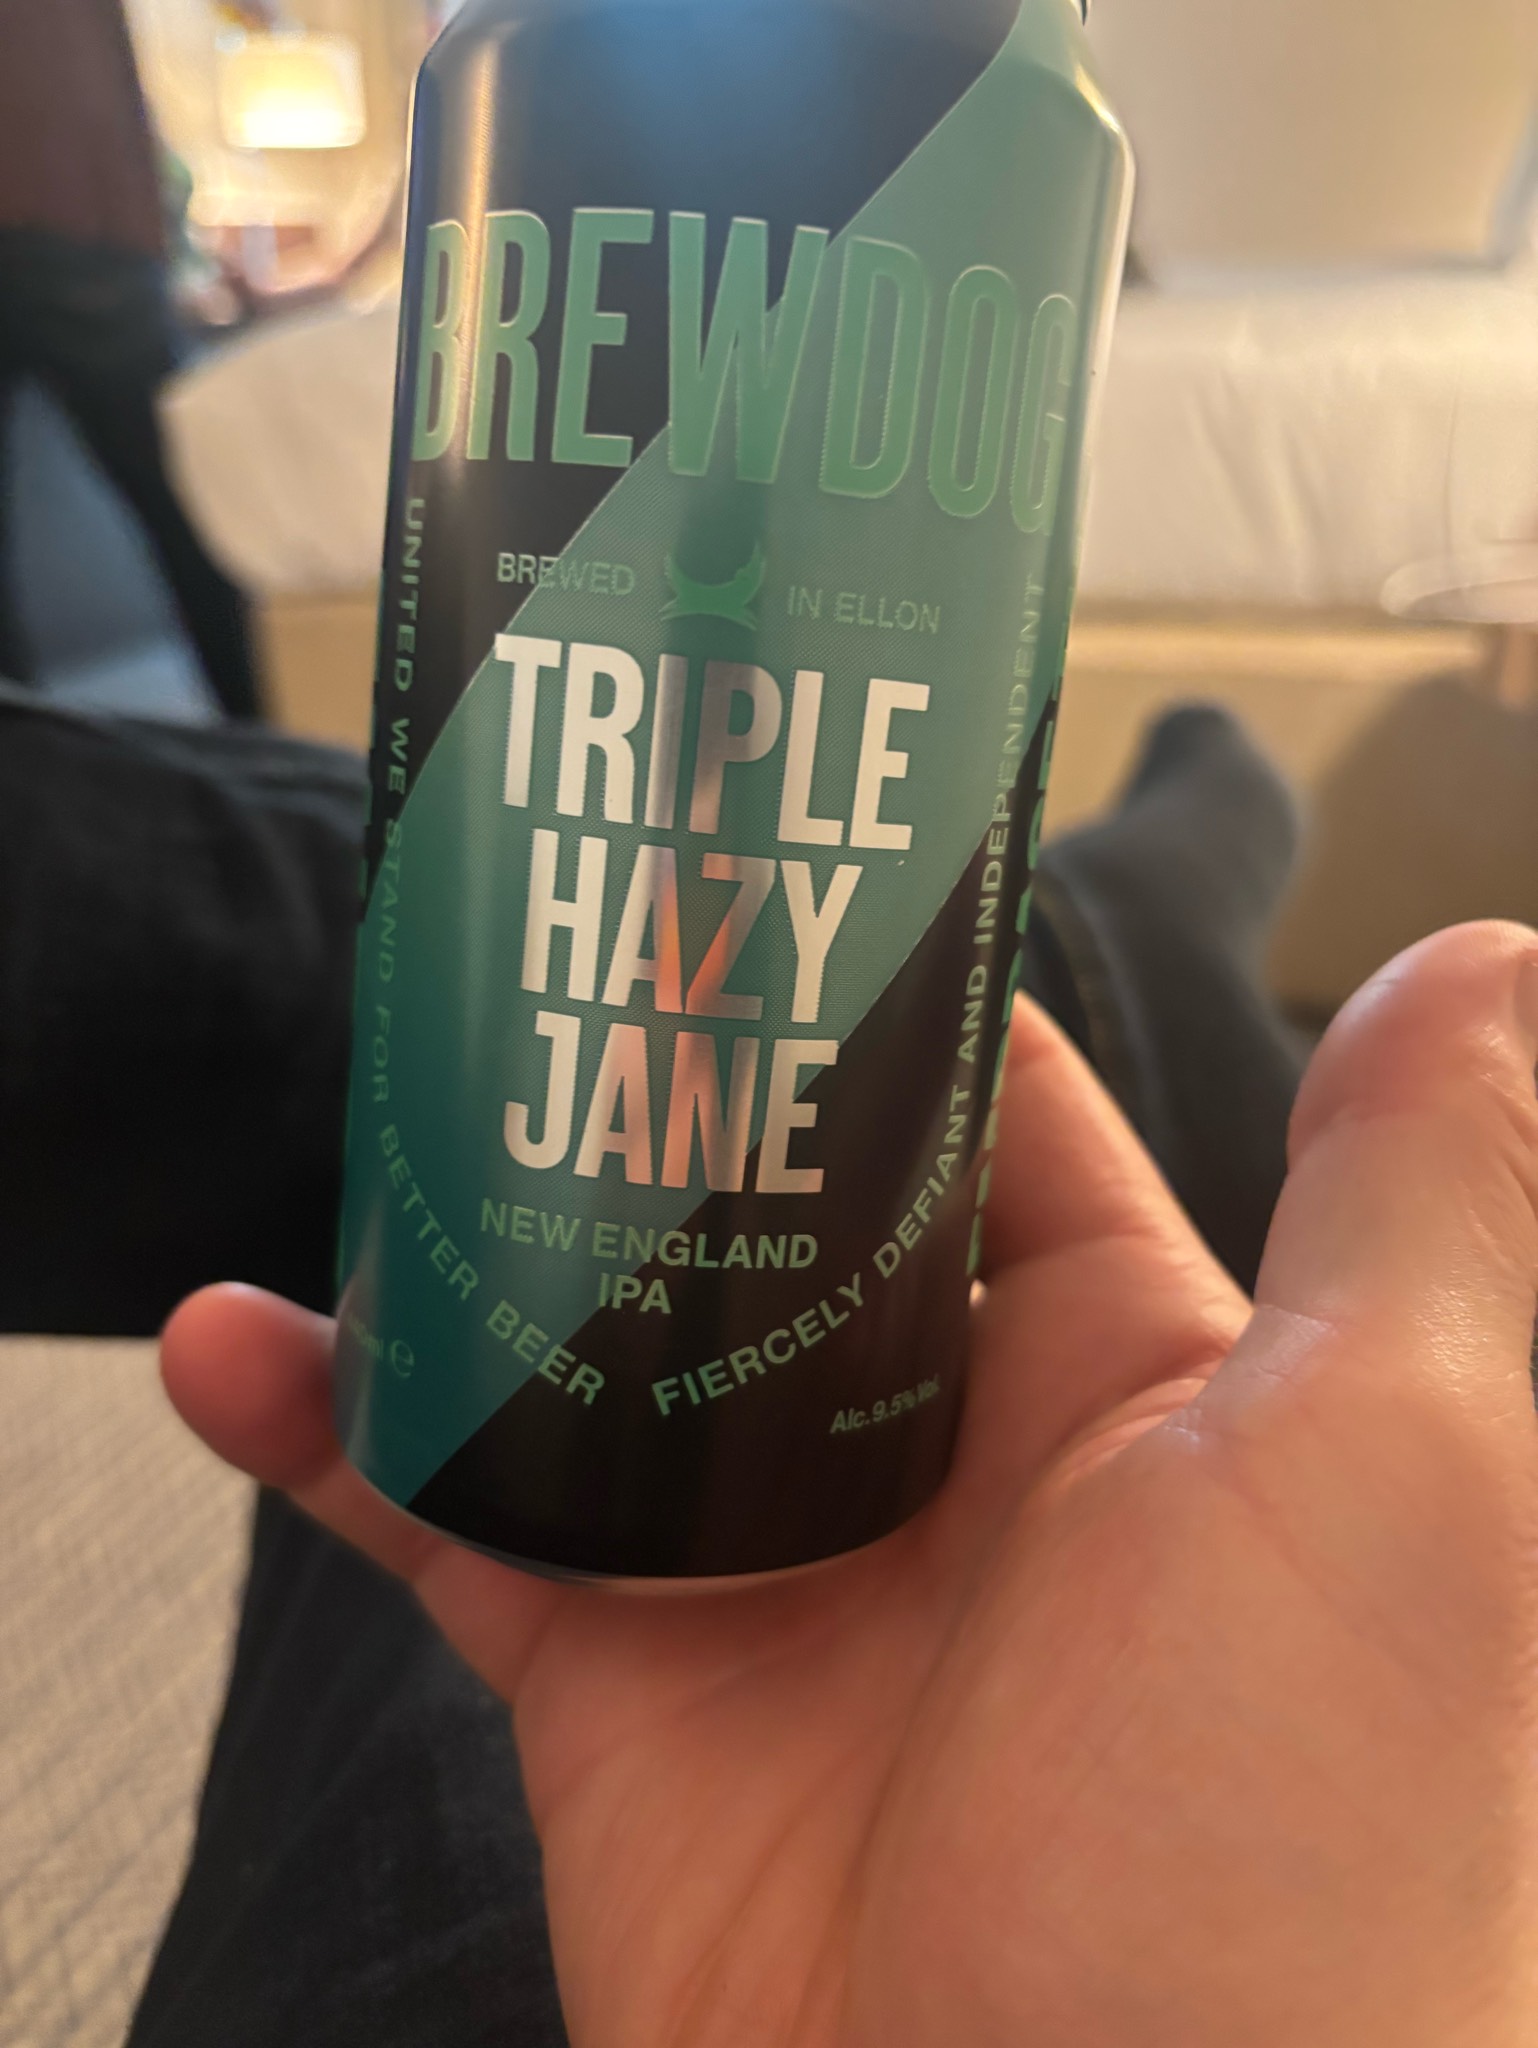 BREWDOG
BREWED IN ELLON
TRIPLE
HAZY
JANE
NEW ENGLAND
IPA
UNITED WE STAND FOR BETTER BEER
FIERCELY DEFIANT AND INDEPENDENT
Alc. 9.5% Vol.